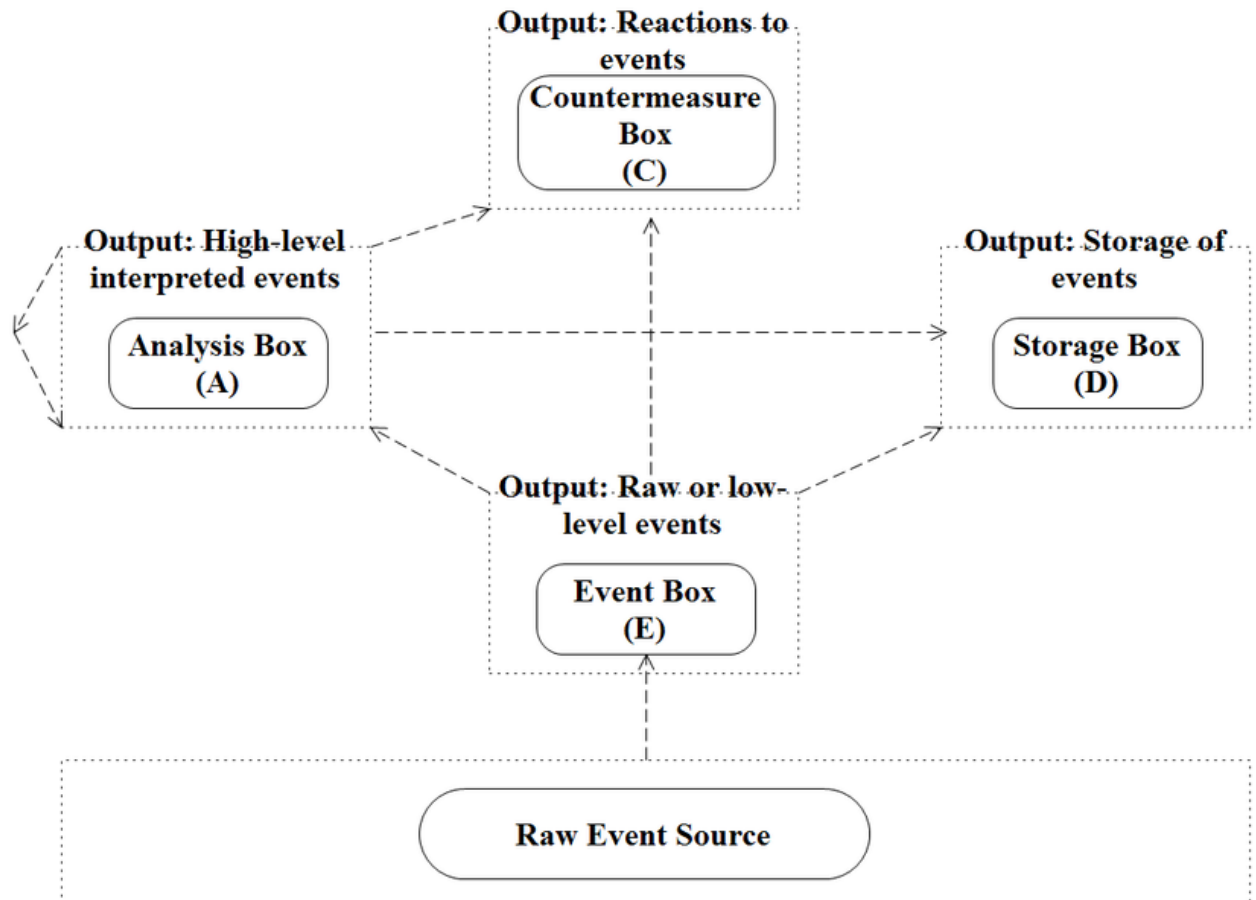 Output: Reactions to
events
Countermeasure
Box
(C)
Output: High-level
interpreted events
Analysis Box
(A)
Output: Storage of
events
Storage Box
(D)
Output: Raw or low-
level events
Event Box
(E)
Raw Event Source